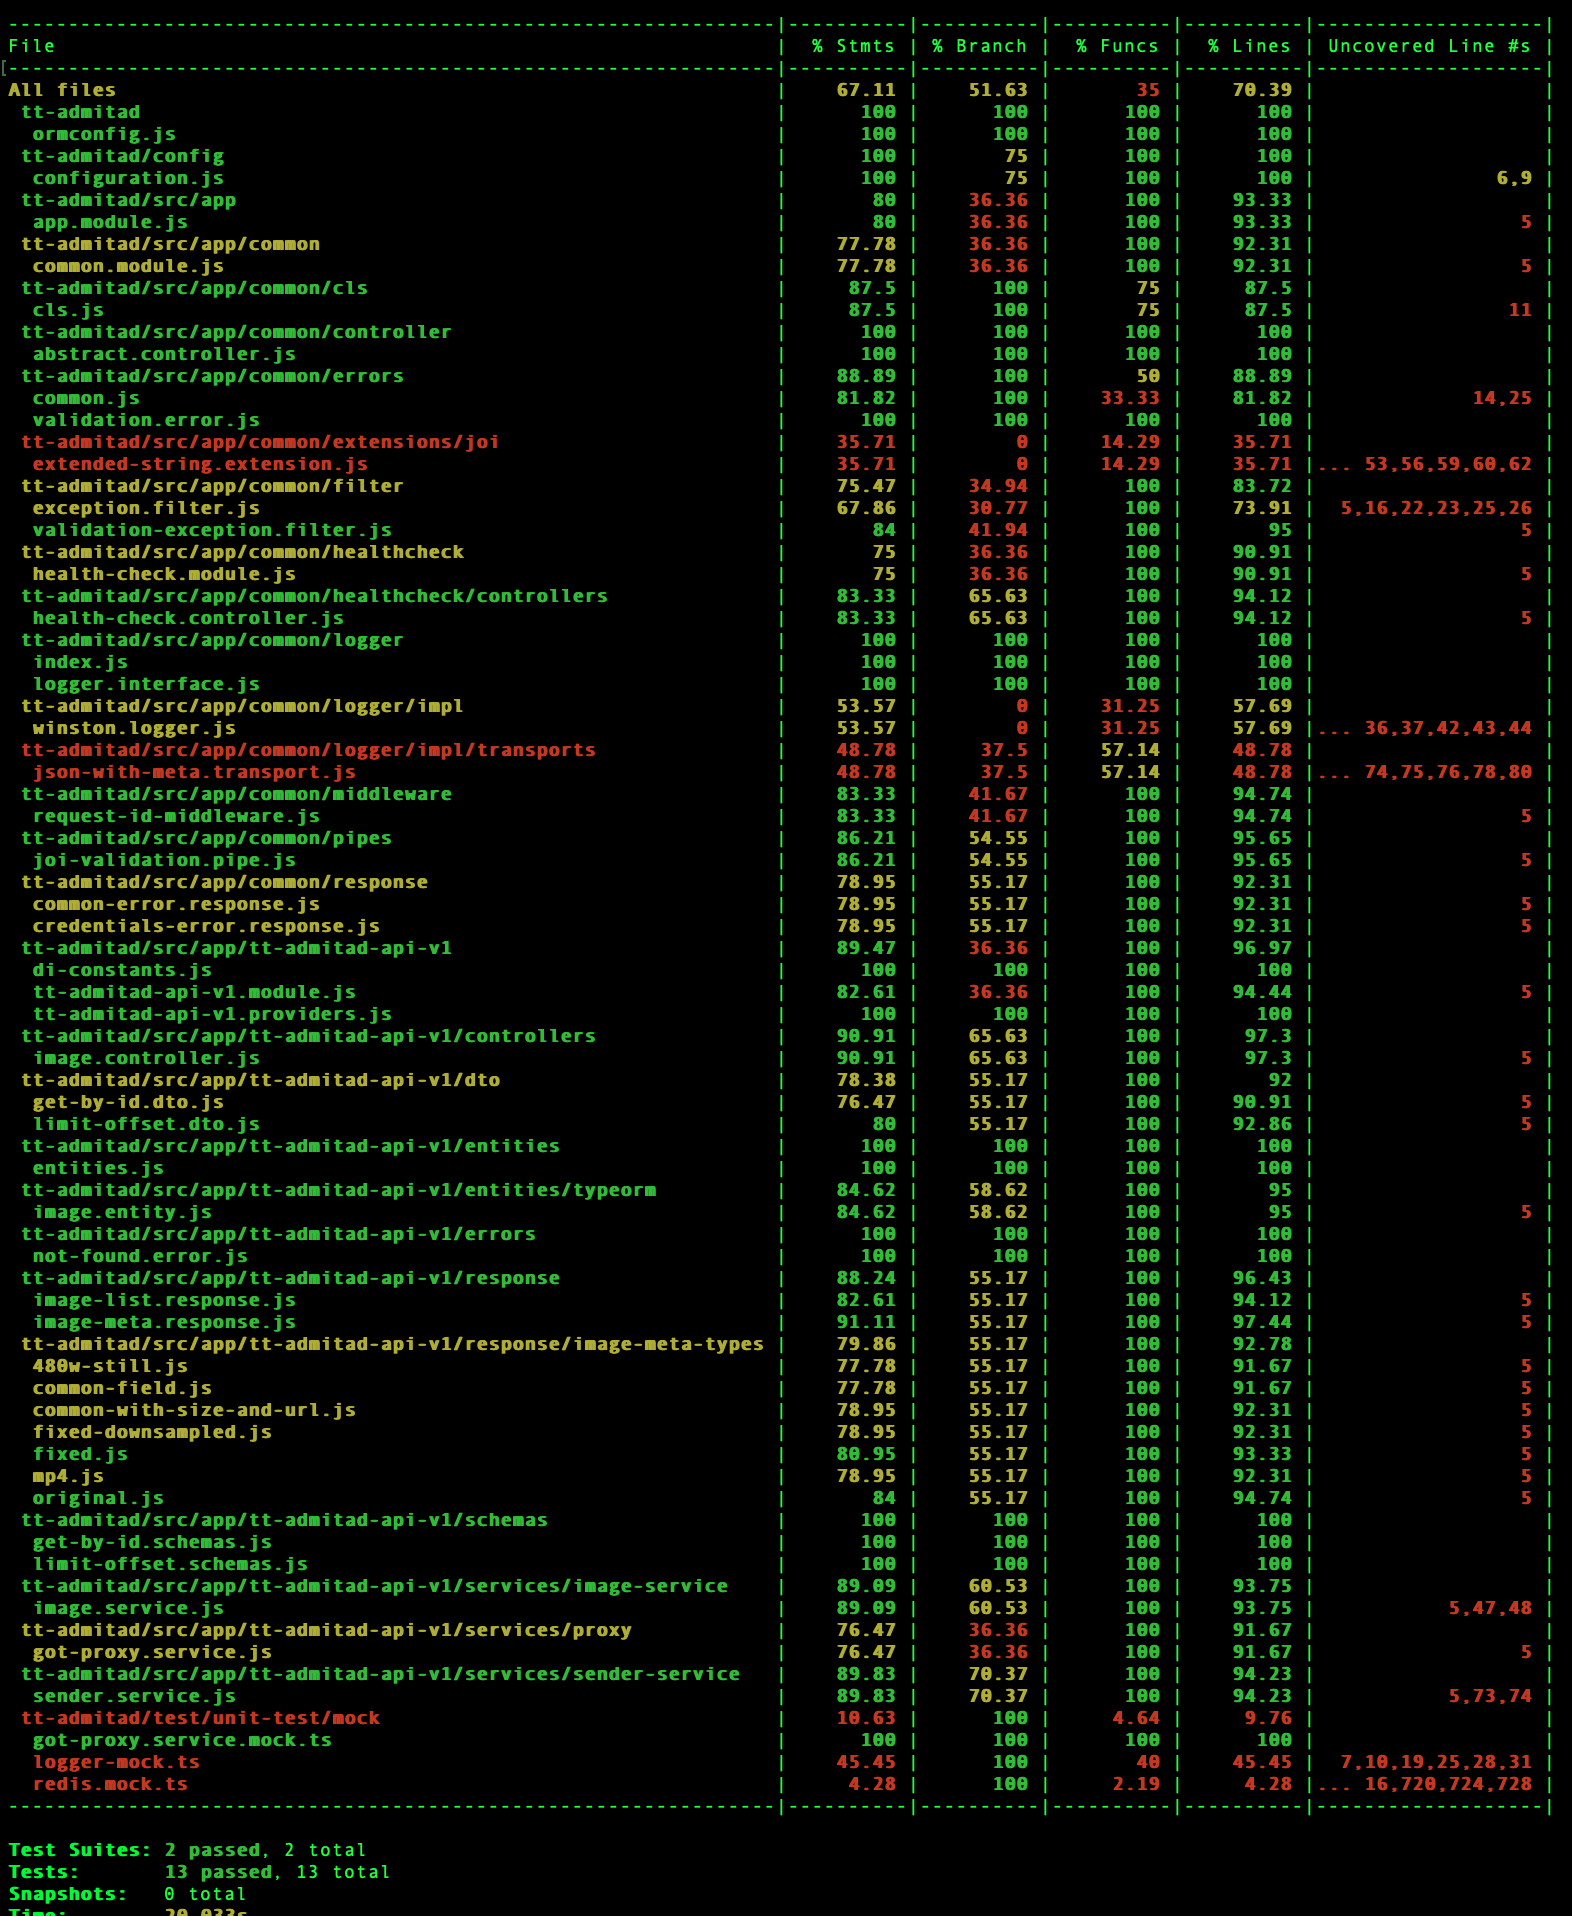 File | % Stmts | % Branch | % Funcs | % Lines | Uncovered Line #s |
All files | 67.11 | 51.63 | 35 | 70.39 | |
tt-admitad | 100 | 100 | 100 | 100 | |
ormconfig.js | 100 | 100 | 100 | 100 | |
tt-admitad/config | 100 | 75 | 100 | 100 | |
configuration.js | 100 | 75 | 100 | 100 | 6,9 |
tt-admitad/src/app | 80 | 36.36 | 100 | 93.33 | |
app.module.js | 80 | 36.36 | 100 | 93.33 | 5 |
tt-admitad/src/app/common | 77.78 | 36.36 | 100 | 92.31 | |
common.module.js | 77.78 | 36.36 | 100 | 92.31 | 5 |
tt-admitad/src/app/common/cls | 87.5 | 100 | 75 | 87.5 | |
cls.js | 87.5 | 100 | 75 | 87.5 | 11 |
tt-admitad/src/app/common/controller | 100 | 100 | 100 | 100 | |
abstract.controller.js | 100 | 100 | 100 | 100 | |
tt-admitad/src/app/common/errors | 88.89 | 100 | 50 | 88.89 | |
common.js | 81.82 | 100 | 33.33 | 81.82 | 14,25 |
validation.error.js | 100 | 100 | 100 | 100 | |
tt-admitad/src/app/common/extensions/joi | 35.71 | 0 | 14.29 | 35.71 | |
extended-string.extension.js | 35.71 | 0 | 14.29 | 35.71 |... 53,56,59,60,62 |
tt-admitad/src/app/common/filter | 75.47 | 34.94 | 100 | 83.72 | |
exception.filter.js | 67.86 | 30.77 | 100 | 73.91 | 5,16,22,23,25,26 |
validation-exception.filter.js | 84 | 41.94 | 100 | 95 | 5 |
tt-admitad/src/app/common/healthcheck | 75 | 36.36 | 100 | 90.91 | |
health-check.module.js | 75 | 36.36 | 100 | 90.91 | 5 |
tt-admitad/src/app/common/healthcheck/controllers | 83.33 | 65.63 | 100 | 94.12 | |
health-check.controller.js | 83.33 | 65.63 | 100 | 94.12 | 5 |
tt-admitad/src/app/common/logger | 100 | 100 | 100 | 100 | |
index.js | 100 | 100 | 100 | 100 | |
logger.interface.js | 100 | 100 | 100 | 100 | |
tt-admitad/src/app/common/logger/impl | 53.57 | 0 | 31.25 | 57.69 | |
winston.logger.js | 53.57 | 0 | 31.25 | 57.69 |... 36,37,42,43,44 |
tt-admitad/src/app/common/logger/impl/transports | 48.78 | 37.5 | 57.14 | 48.78 | |
json-with-meta.transport.js | 48.78 | 37.5 | 57.14 | 48.78 |... 74,75,76,78,80 |
tt-admitad/src/app/common/middleware | 83.33 | 41.67 | 100 | 94.74 | |
request-id-middleware.js | 83.33 | 41.67 | 100 | 94.74 | 5 |
tt-admitad/src/app/common/pipes | 86.21 | 54.55 | 100 | 95.65 | |
joi-validation.pipe.js | 86.21 | 54.55 | 100 | 95.65 | 5 |
tt-admitad/src/app/common/response | 78.95 | 55.17 | 100 | 92.31 | |
common-error.response.js | 78.95 | 55.17 | 100 | 92.31 | 5 |
credentials-error.response.js | 78.95 | 55.17 | 100 | 92.31 | 5 |
tt-admitad/src/app/tt-admitad-api-v1 | 89.47 | 36.36 | 100 | 96.97 | |
di-constants.js | 100 | 100 | 100 | 100 | |
tt-admitad-api-v1.module.js | 82.61 | 36.36 | 100 | 94.44 | 5 |
tt-admitad-api-v1.providers.js | 100 | 100 | 100 | 100 | |
tt-admitad/src/app/tt-admitad-api-v1/controllers | 90.91 | 65.63 | 100 | 97.3 | |
image.controller.js | 90.91 | 65.63 | 100 | 97.3 | 5 |
tt-admitad/src/app/tt-admitad-api-v1/dto | 78.38 | 55.17 | 100 | 92 | |
get-by-id.dto.js | 76.47 | 55.17 | 100 | 90.91 | 5 |
limit-offset.dto.js | 80 | 55.17 | 100 | 92.86 | 5 |
tt-admitad/src/app/tt-admitad-api-v1/entities | 100 | 100 | 100 | 100 | |
entities.js | 100 | 100 | 100 | 100 | |
tt-admitad/src/app/tt-admitad-api-v1/entities/typeorm | 84.62 | 58.62 | 100 | 95 | |
image.entity.js | 84.62 | 58.62 | 100 | 95 | 5 |
tt-admitad/src/app/tt-admitad-api-v1/errors | 100 | 100 | 100 | 100 | |
not-found.error.js | 100 | 100 | 100 | 100 | |
tt-admitad/src/app/tt-admitad-api-v1/response | 88.24 | 55.17 | 100 | 96.43 | |
image-list.response.js | 82.61 | 55.17 | 100 | 94.12 | 5 |
image-meta.response.js | 91.11 | 55.17 | 100 | 97.44 | 5 |
tt-admitad/src/app/tt-admitad-api-v1/response/image-meta-types | 79.86 | 55.17 | 100 | 92.78 | |
480w-still.js | 77.78 | 55.17 | 100 | 91.67 | 5 |
common-field.js | 77.78 | 55.17 | 100 | 91.67 | 5 |
common-with-size-and-url.js | 78.95 | 55.17 | 100 | 92.31 | 5 |
fixed-downsampled.js | 78.95 | 55.17 | 100 | 92.31 | 5 |
fixed.js | 80.95 | 55.17 | 100 | 93.33 | 5 |
mp4.js | 78.95 | 55.17 | 100 | 92.31 | 5 |
original.js | 84 | 55.17 | 100 | 94.74 | 5 |
tt-admitad/src/app/tt-admitad-api-v1/schemas | 100 | 100 | 100 | 100 | |
get-by-id.schemas.js | 100 | 100 | 100 | 100 | |
limit-offset.schemas.js | 100 | 100 | 100 | 100 | |
tt-admitad/src/app/tt-admitad-api-v1/services/image-service | 89.09 | 60.53 | 100 | 93.75 | |
image.service.js | 89.09 | 60.53 | 100 | 93.75 | 5,47,48 |
tt-admitad/src/app/tt-admitad-api-v1/services/proxy | 76.47 | 36.36 | 100 | 91.67 | |
got-proxy.service.js | 76.47 | 36.36 | 100 | 91.67 | 5 |
tt-admitad/src/app/tt-admitad-api-v1/services/sender-service | 89.83 | 70.37 | 100 | 94.23 | |
sender.service.js | 89.83 | 70.37 | 100 | 94.23 | 5,73,74 |
tt-admitad/test/unit-test/mock | 10.63 | 100 | 4.64 | 9.76 | |
got-proxy.service.mock.ts | 100 | 100 | 100 | 100 | |
logger-mock.ts | 45.45 | 100 | 40 | 45.45 | 7,10,19,25,28,31 |
redis.mock.ts | 4.28 | 100 | 2.19 | 4.28 |... 16,720,724,728 |
Test Suites: 2 passed, 2 total
Tests: 13 passed, 13 total
Snapshots: 0 total
Time: 20.033s